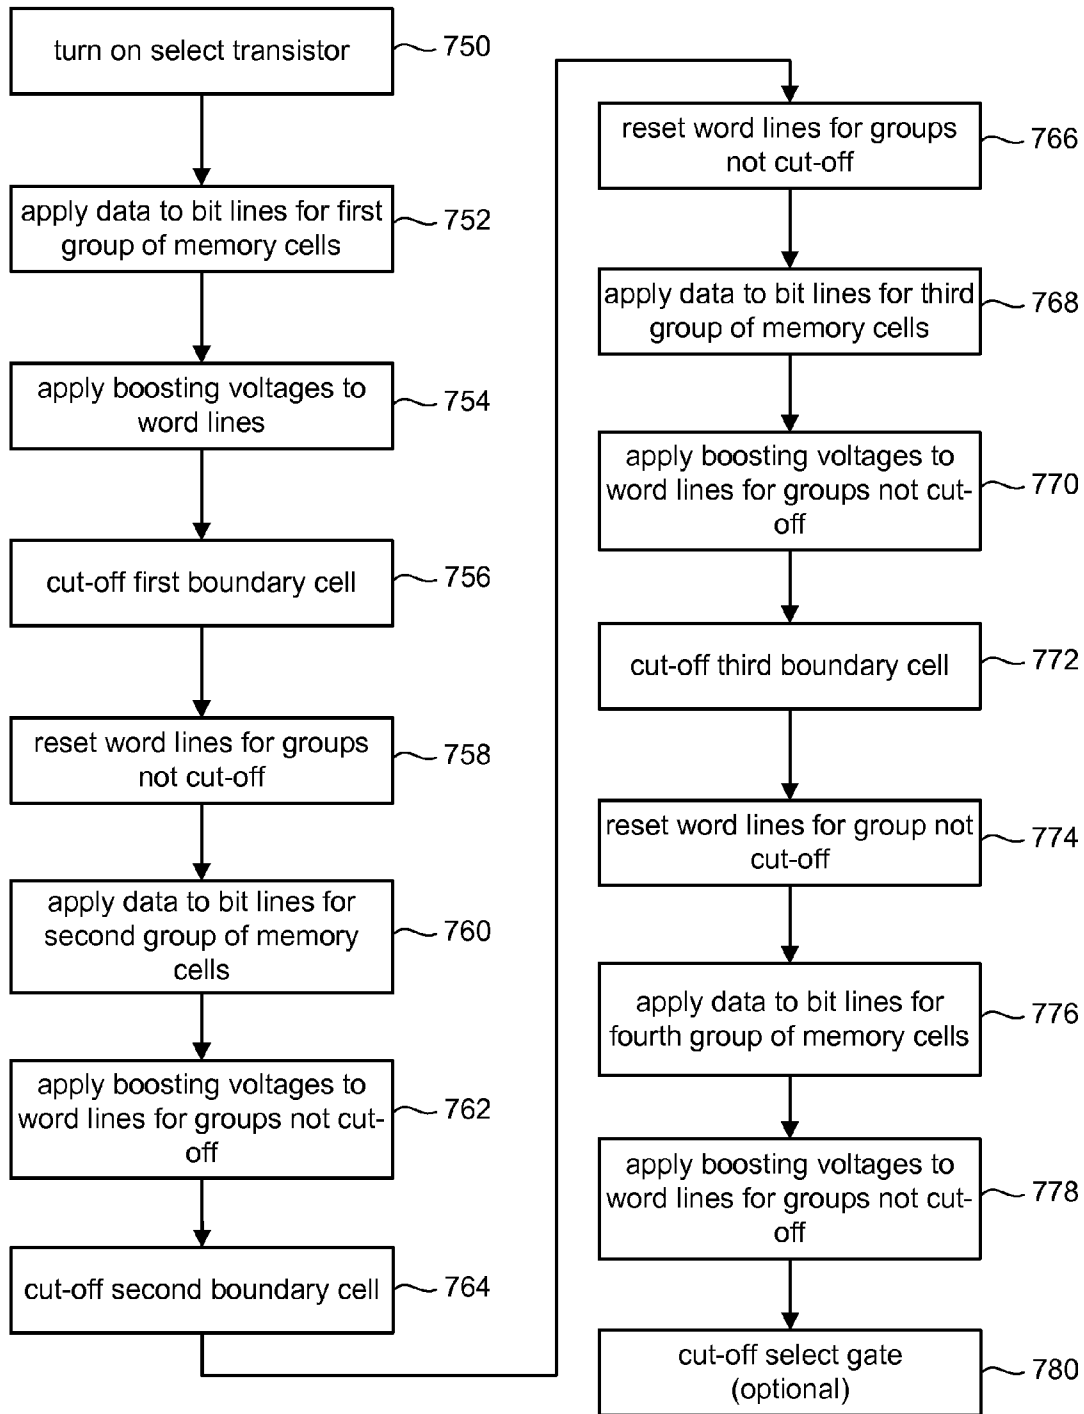 turn on select transistor
750
apply data to bit lines for first
group of memory cells
752
apply boosting voltages to
word lines
754
cut-off first boundary cell
756
reset word lines for groups
not cut-off
758
apply data to bit lines for
second group of memory
cells
760
apply boosting voltages to
word lines for groups not cut-
off
762
cut-off second boundary cell
764
reset word lines for groups
not cut-off
766
apply data to bit lines for third
group of memory cells
768
apply boosting voltages to
word lines for groups not cut-
off
770
cut-off third boundary cell
772
reset word lines for group not
cut-off
774
apply data to bit lines for
fourth group of memory cells
776
apply boosting voltages to
word lines for groups not cut-
off
778
cut-off select gate
(optional)
780